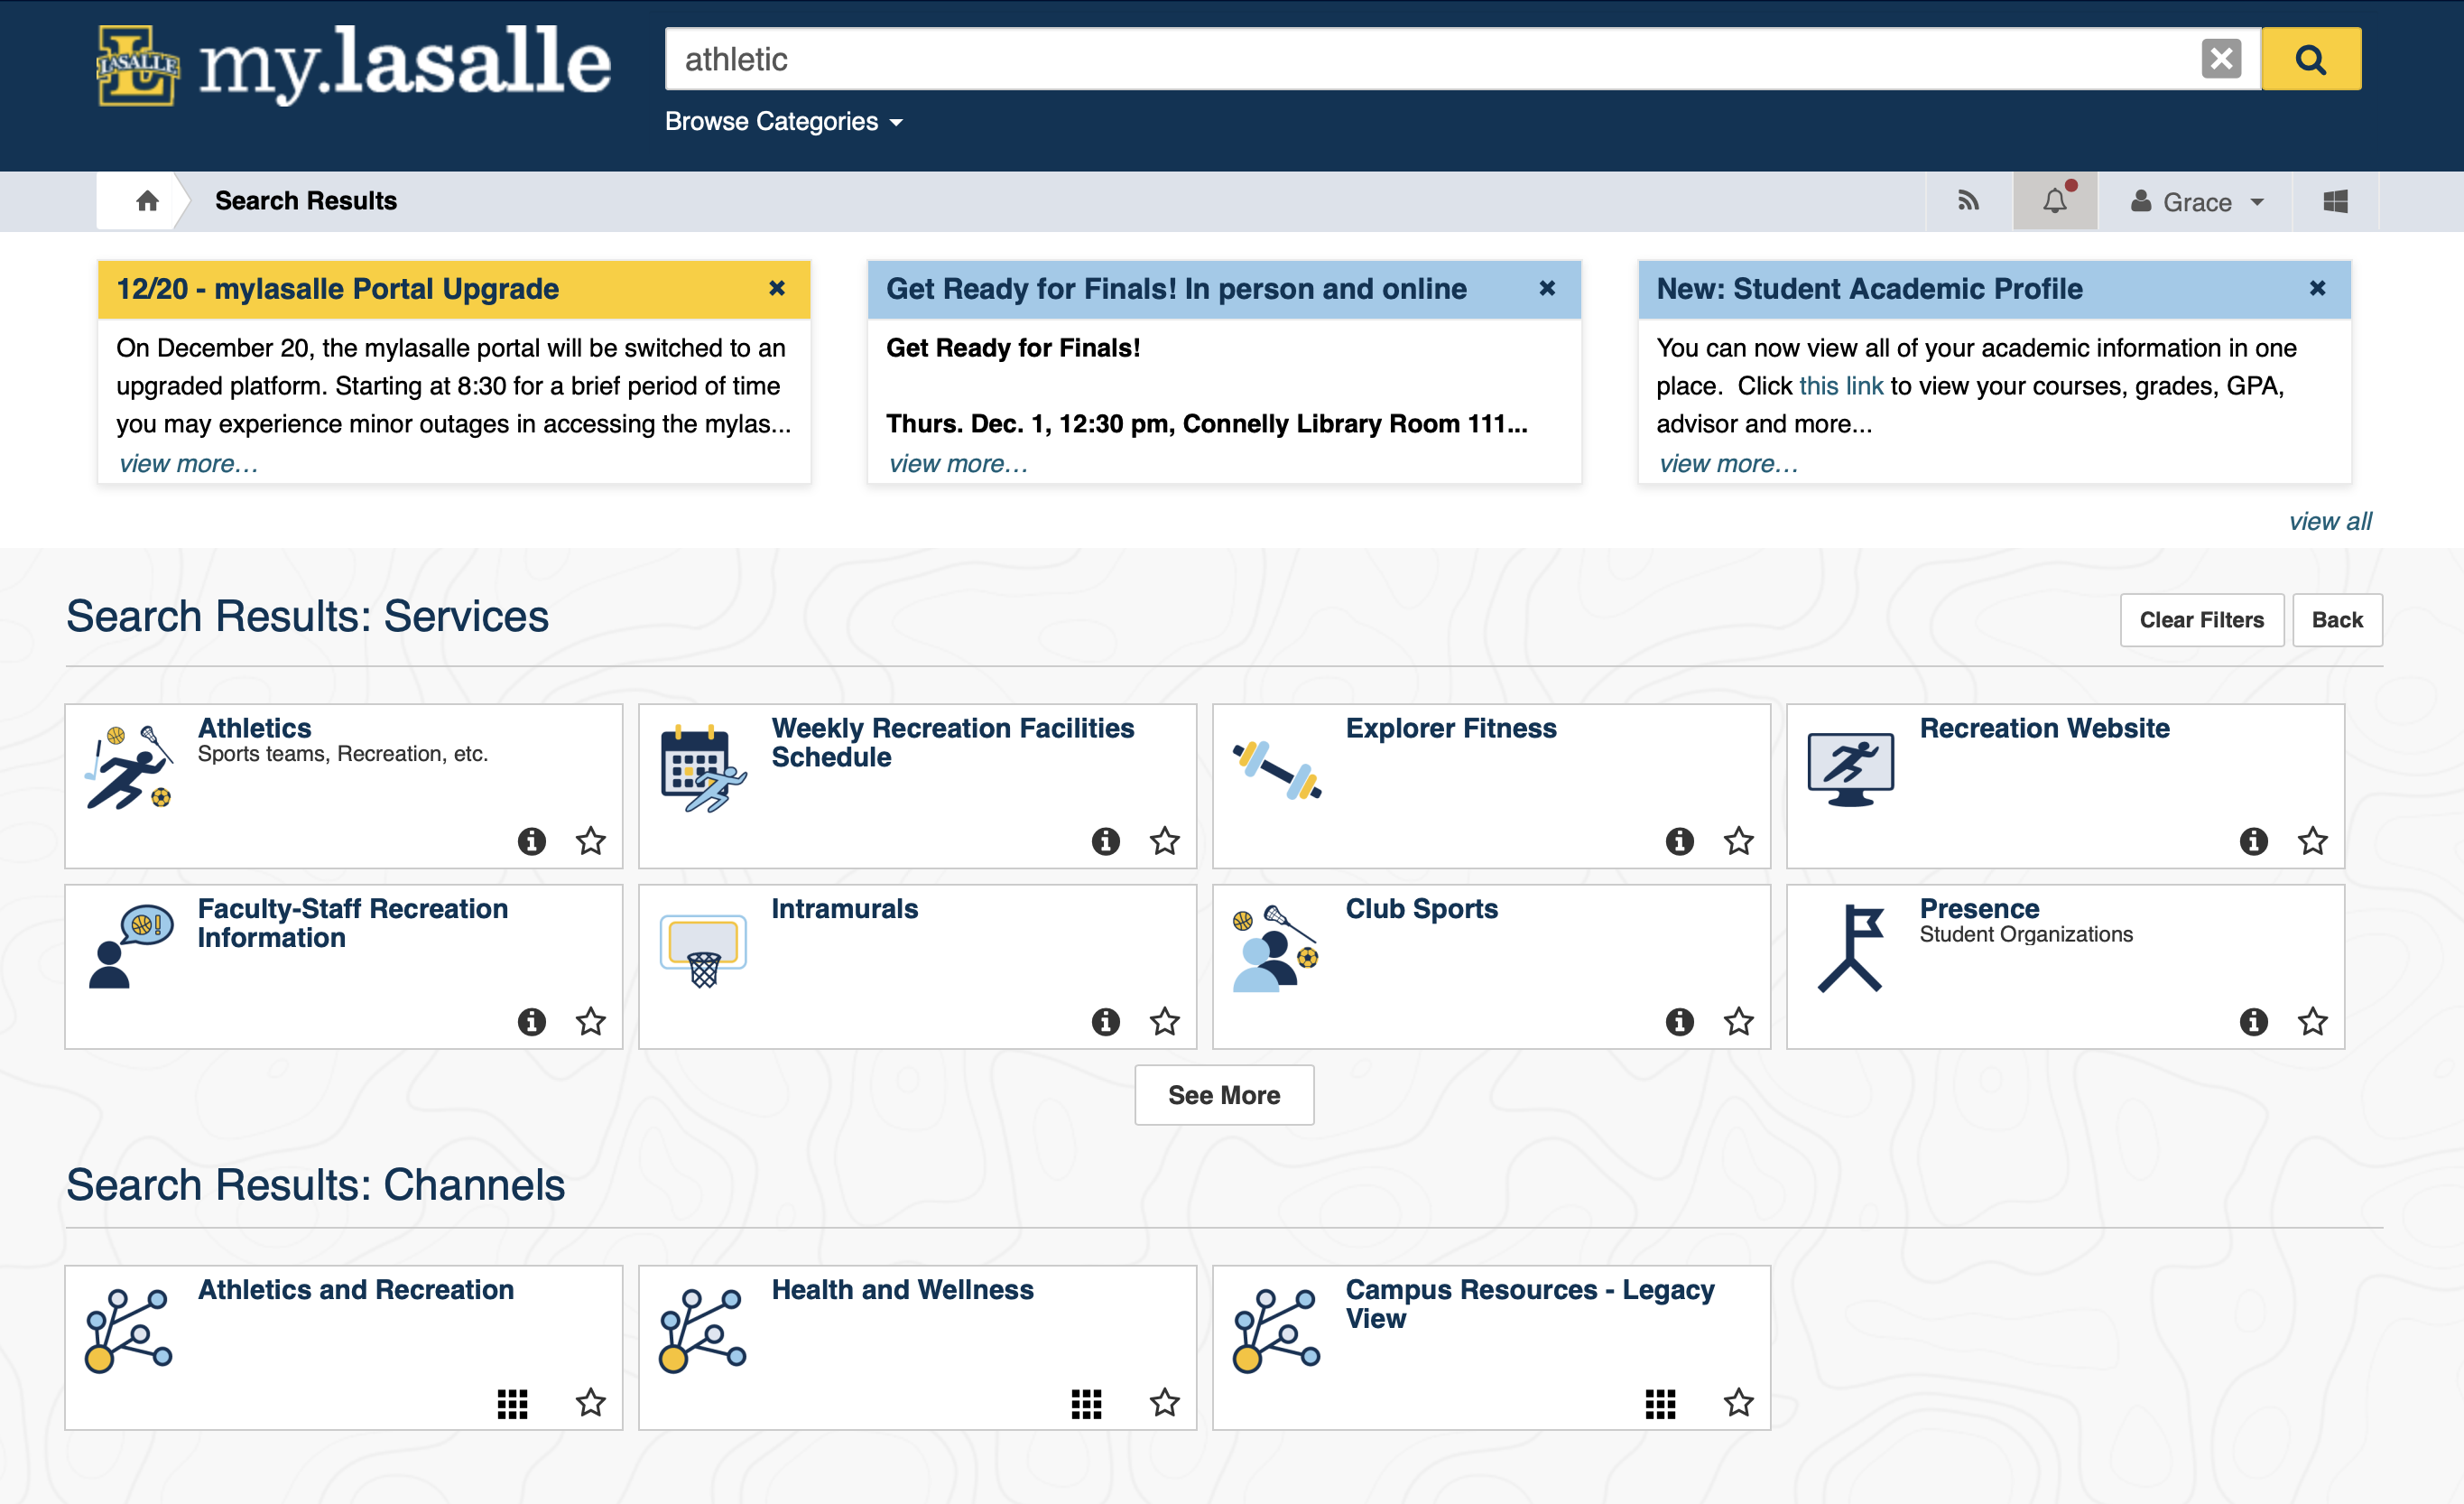 LASALLE
my.lasalle
athletic
Browse Categories
Search Results
Grace
12/20 - mylasalle Portal Upgrade
On December 20, the mylasalle portal will be switched to an
upgraded platform. Starting at 8:30 for a brief period of time
you may experience minor outages in accessing the mylas...
view more...
Get Ready for Finals! In person and online
Get Ready for Finals!
Thurs. Dec. 1, 12:30 pm, Connelly Library Room 111...
view more...
New: Student Academic Profile
You can now view all of your academic information in one
place. Click this link to view your courses, grades, GPA,
advisor and more...
view more...
view all
Search Results: Services
Clear Filters
Back
Athletics
Sports teams, Recreation, etc.
Weekly Recreation Facilities
Schedule
Explorer Fitness
Recreation Website
Faculty-Staff Recreation
Information
Intramurals
Club Sports
Presence
Student Organizations
See More
Search Results: Channels
Athletics and Recreation
Health and Wellness
Campus Resources - Legacy
View